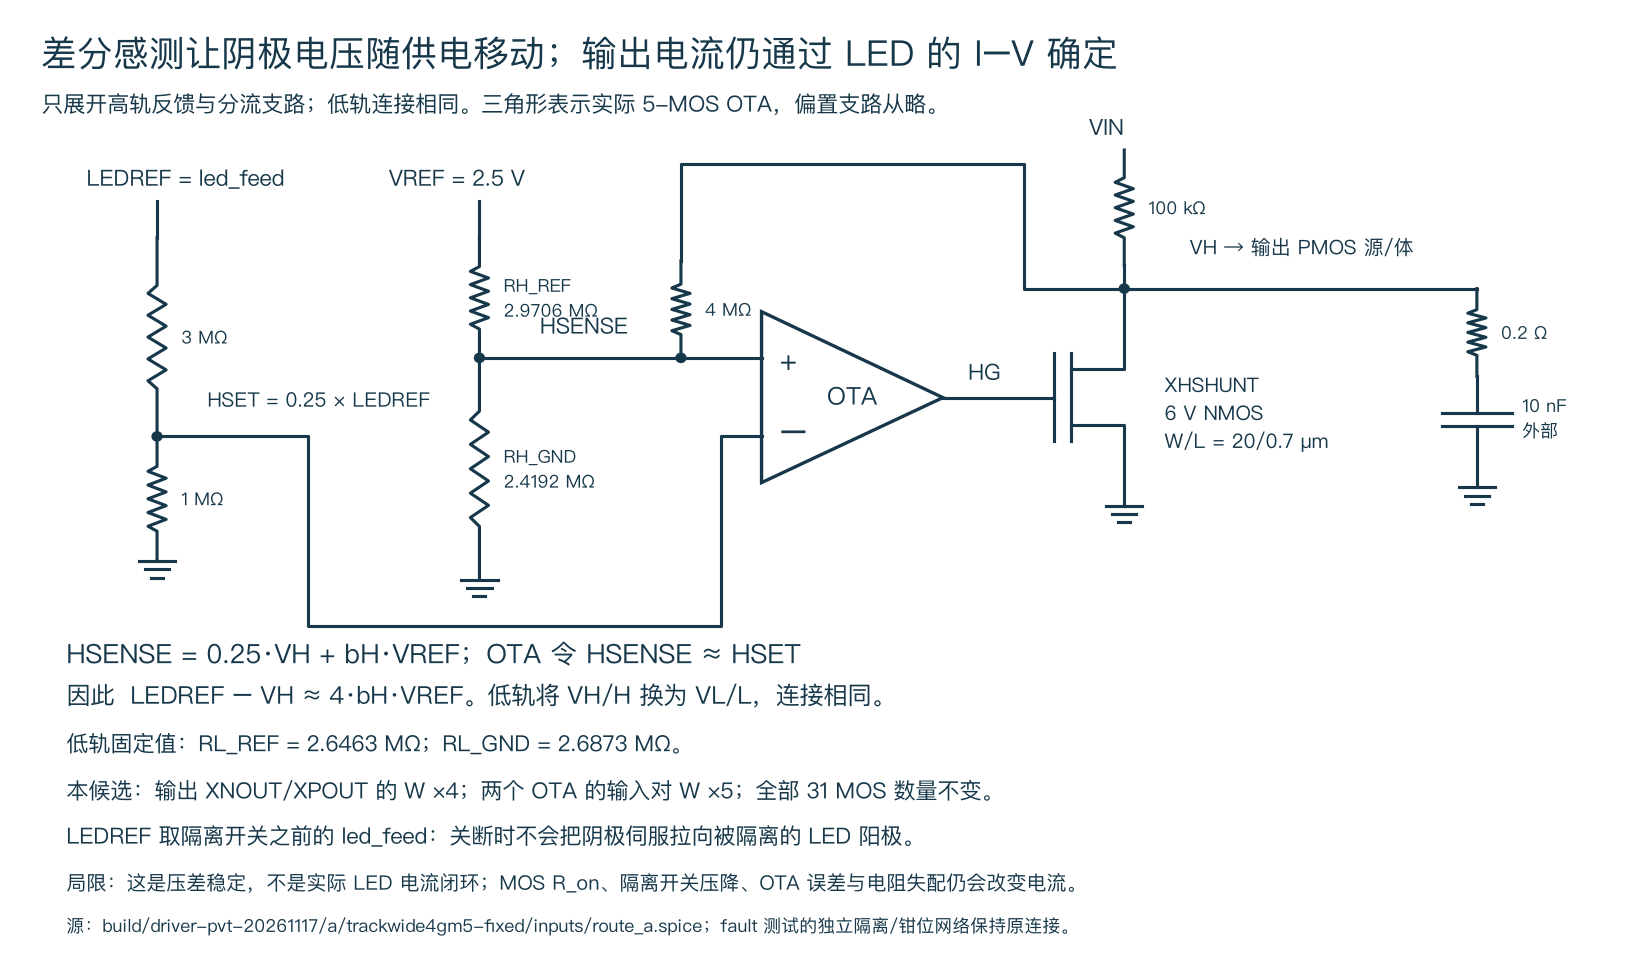 差分感测让阴极电压随供电移动；输出电流仍通过 LED 的 I—V 确定
只展开高轨反馈与分流支路；低轨连接相同。三角形表示实际 5-MOS OTA，偏置支路从略。
VIN
LEDREF = led_feed
VREF = 2.5 V
100 kΩ
VH → 输出 PMOS 源/体
RH_REF
2.9706 MΩ
HSENSE
4 MΩ
3 MΩ
0.2 Ω
+
OTA
—
HG
HSET = 0.25 × LEDREF
XHSHUNT
6 V NMOS
W/L = 20/0.7 µm
10 nF
外部
RH_GND
2.4192 MΩ
1 MΩ
HSENSE = 0.25·VH + bH·VREF；OTA 令 HSENSE ≈ HSET
因此 LEDREF — VH ≈ 4·bH·VREF。低轨将 VH/H 换为 VL/L，连接相同。
低轨固定值：RL_REF = 2.6463 MΩ；RL_GND = 2.6873 MΩ。
本候选：输出 XNOUT/XPOUT 的 W ×4；两个 OTA 的输入对 W ×5；全部 31 MOS 数量不变。
LEDREF 取隔离开关之前的 led_feed：关断时不会把阴极伺服拉向被隔离的 LED 阳极。
局限：这是压差稳定，不是实际 LED 电流闭环；MOS R_on、隔离开关压降、OTA 误差与电阻失配仍会改变电流。
源：build/driver-pvt-20261117/a/trackwide4gm5-fixed/inputs/route_a.spice；fault 测试的独立隔离/钳位网络保持原连接。